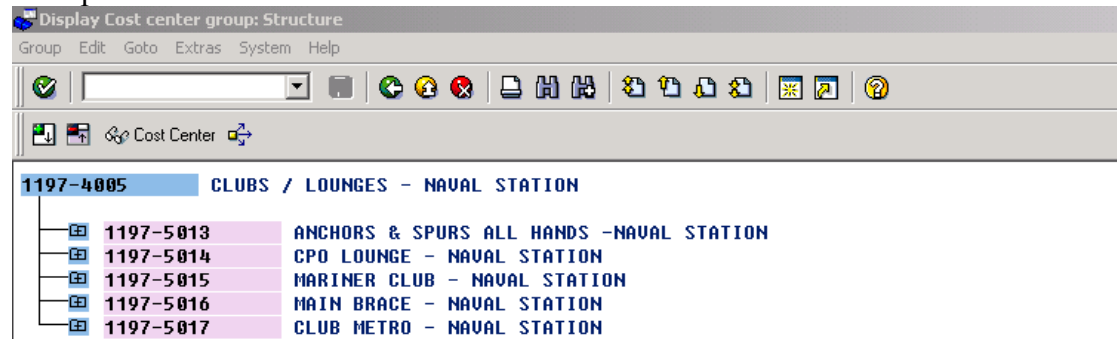 Display Cost center group: Structure
Group Edit Goto Extras System Help
Cost Center
1197-4005 CLUBS / LOUNGES - NAVAL STATION
1197-5013 ANCHORS & SPURS ALL HANDS -NAVAL STATION
1197-5014 CPO LOUNGE - NAVAL STATION
1197-5015 MARINER CLUB - NAVAL STATION
1197-5016 MAIN BRACE - NAVAL STATION
1197-5017 CLUB METRO - NAVAL STATION